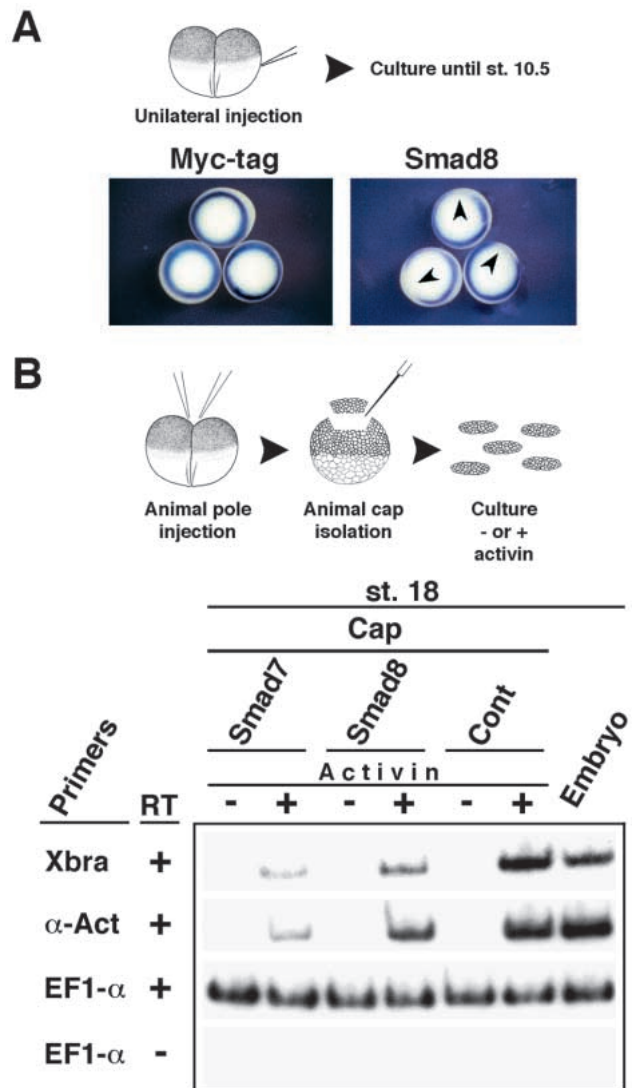 A
Unilateral injection
Culture until st. 10.5
Myc-tag Smad8
B
Animal pole
injection
Animal cap
isolation
Culture
- or +
activin
st. 18
Cap
Smad7 Smad8 Cont Embryo
Activin
Primers RT - + - + - +
Xbra +
α-Act +
EF1-α +
EF1-α -